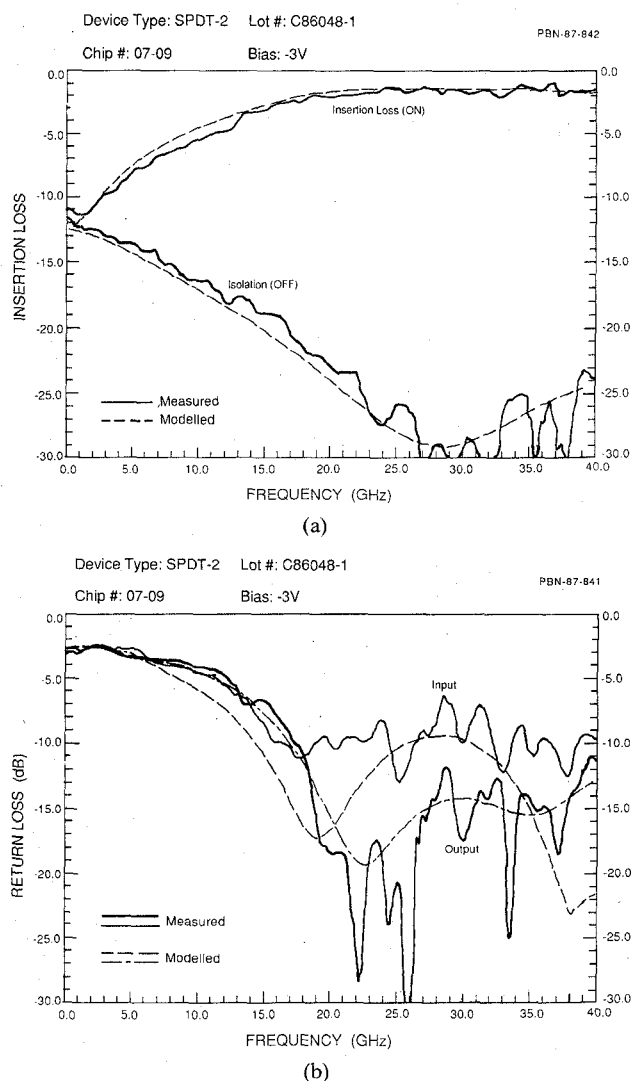 Device Type: SPDT-2 Lot #: C86048-1
PBN-87-842
Chip #: 07-09 Bias: -3V
0.0 0.0
Insertion Loss (ON)
-5.0 -5.0
-10.0 -10.0
INSERTION LOSS
-15.0 -15.0
Isolation (OFF)
-20.0 -20.0
-25.0 -25.0
Measured
Modelled
-30.0 -30.0
0.0 5.0 10.0 15.0 20.0 25.0 30.0 35.0 40.0
FREQUENCY (GHz)
(a)
Device Type: SPDT-2 Lot #: C86048-1
PBN-87-841
Chip #: 07-09 Bias: -3V
0.0 0.0
-5.0 -5.0
Input
-10.0 -10.0
RETURN LOSS (dB)
-15.0 -15.0
Output
-20.0 -20.0
Measured
-25.0 -25.0
Modelled
-30.0 -30.0
0.0 5.0 10.0 15.0 20.0 25.0 30.0 35.0 40.0
FREQUENCY (GHz)
(b)